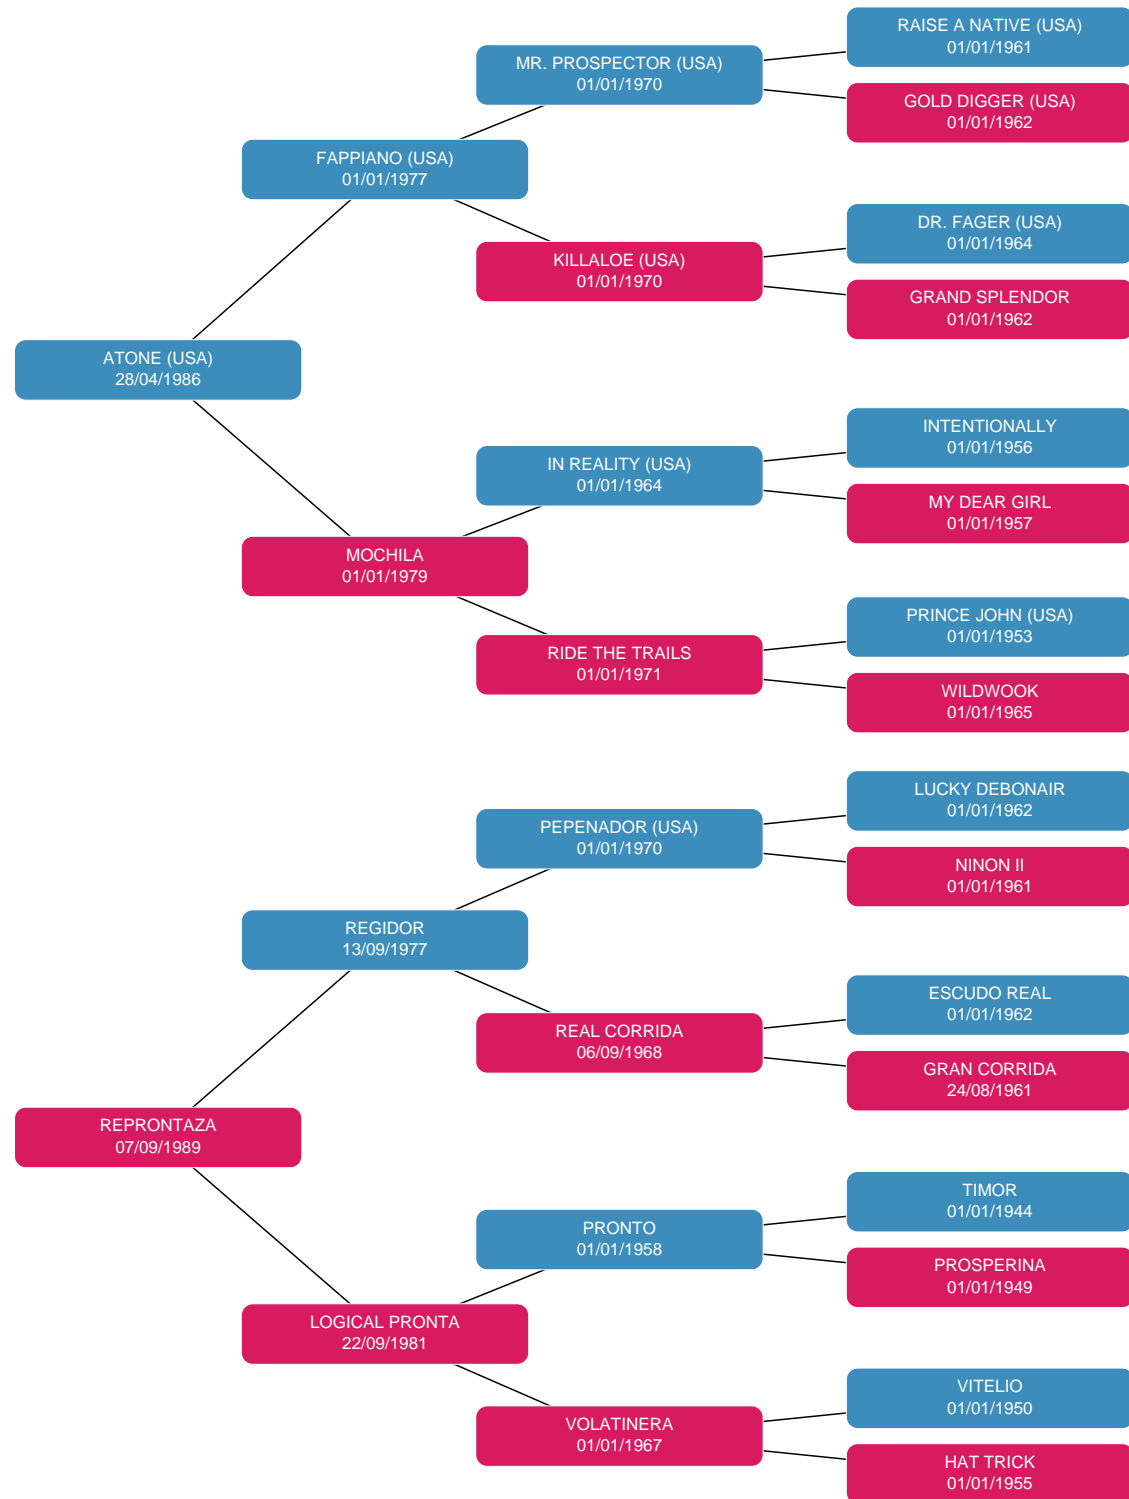 RAISE A NATIVE (USA)
01/01/1961
MR. PROSPECTOR (USA)
01/01/1970
GOLD DIGGER (USA)
01/01/1962
FAPPIANO (USA)
01/01/1977
DR. FAGER (USA)
01/01/1964
KILLALOE (USA)
01/01/1970
GRAND SPLENDOR
01/01/1962
ATONE (USA)
28/04/1986
INTENTIONALLY
01/01/1956
IN REALITY (USA)
01/01/1964
MY DEAR GIRL
01/01/1957
MOCHILA
01/01/1979
PRINCE JOHN (USA)
01/01/1953
RIDE THE TRAILS
01/01/1971
WILDWOOK
01/01/1965
LUCKY DEBONAIR
01/01/1962
PEPENADOR (USA)
01/01/1970
NINON II
01/01/1961
REGIDOR
13/09/1977
ESCUDO REAL
01/01/1962
REAL CORRIDA
06/09/1968
GRAN CORRIDA
24/08/1961
REPRONTAZA
07/09/1989
TIMOR
01/01/1944
PRONTO
01/01/1958
PROSPERINA
01/01/1949
LOGICAL PRONTA
22/09/1981
VITELIO
01/01/1950
VOLATINERA
01/01/1967
HAT TRICK
01/01/1955